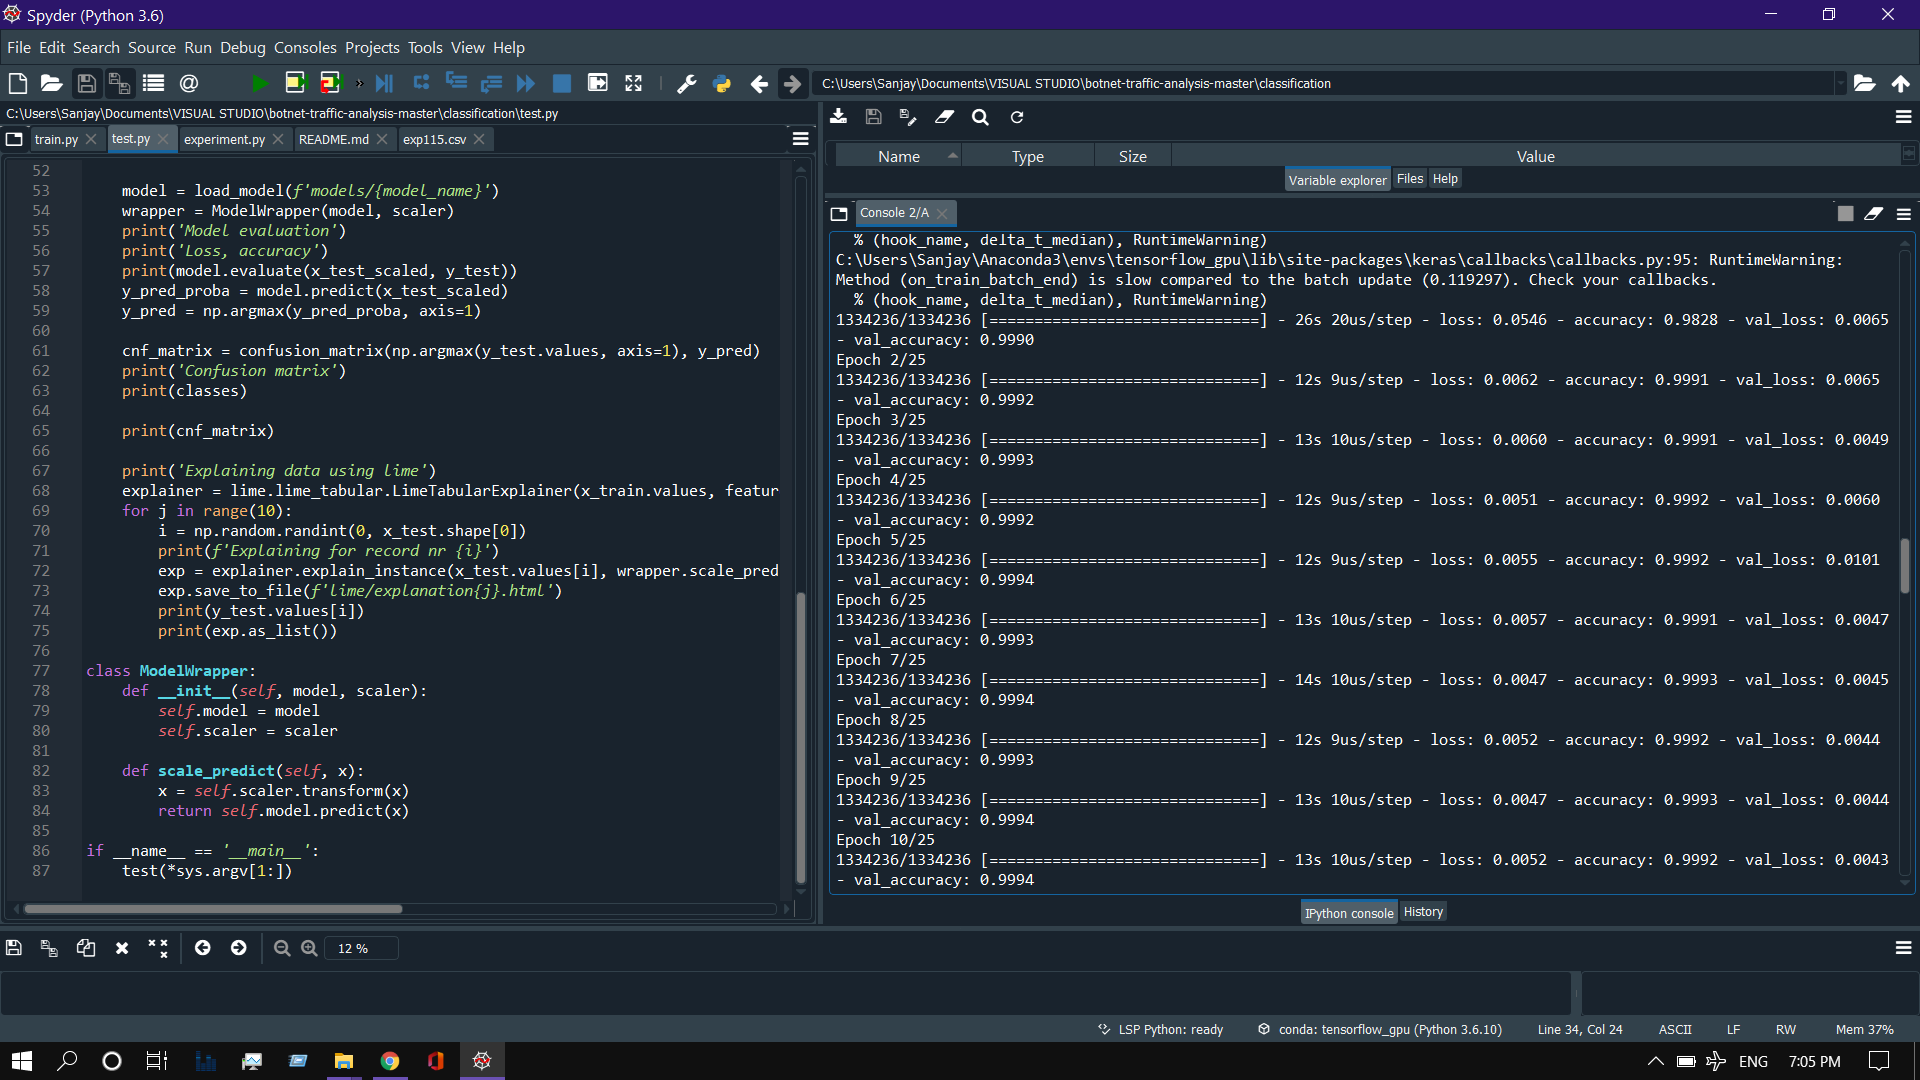 Spyder (Python 3.6)
File Edit Search Source Run Debug Consoles Projects Tools View Help
C:\Users\Sanjay\Documents\VISUAL STUDIO\botnet-traffic-analysis-master\classification
C:\Users\Sanjay\Documents\VISUAL STUDIO\botnet-traffic-analysis-master\classification\test.py
train.py test.py experiment.py README.md exp115.csv
52
53 model = load_model(f'models/{model_name}')
54 wrapper = ModelWrapper(model, scaler)
55 print('Model evaluation')
56 print('Loss, accuracy')
57 print(model.evaluate(x_test_scaled, y_test))
58 y_pred_proba = model.predict(x_test_scaled)
59 y_pred = np.argmax(y_pred_proba, axis=1)
60
61 cnf_matrix = confusion_matrix(np.argmax(y_test.values, axis=1), y_pred)
62 print('Confusion matrix')
63 print(classes)
64
65 print(cnf_matrix)
66
67 print('Explaining data using lime')
68 explainer = lime.lime_tabular.LimeTabularExplainer(x_train.values, featur
69 for j in range(10):
70 i = np.random.randint(0, x_test.shape[0])
71 print(f'Explaining for record nr {i}')
72 exp = explainer.explain_instance(x_test.values[i], wrapper.scale_pred
73 exp.save_to_file(f'lime/explanation{j}.html')
74 print(y_test.values[i])
75 print(exp.as_list())
76
77 class ModelWrapper:
78 def __init__(self, model, scaler):
79 self.model = model
80 self.scaler = scaler
81
82 def scale_predict(self, x):
83 x = self.scaler.transform(x)
84 return self.model.predict(x)
85
86 if __name__ == '__main__':
87 test(*sys.argv[1:])
Name Type Size Value
Variable explorer Files Help
Console 2/A
% (hook_name, delta_t_median), RuntimeWarning)
C:\Users\Sanjay\Anaconda3\envs\tensorflow_gpu\lib\site-packages\keras\callbacks\callbacks.py:95: RuntimeWarning:
Method (on_train_batch_end) is slow compared to the batch update (0.119297). Check your callbacks.
% (hook_name, delta_t_median), RuntimeWarning)
1334236/1334236 [==============================] - 26s 20us/step - loss: 0.0546 - accuracy: 0.9828 - val_loss: 0.0065
- val_accuracy: 0.9990
Epoch 2/25
1334236/1334236 [==============================] - 12s 9us/step - loss: 0.0062 - accuracy: 0.9991 - val_loss: 0.0065
- val_accuracy: 0.9992
Epoch 3/25
1334236/1334236 [==============================] - 13s 10us/step - loss: 0.0060 - accuracy: 0.9991 - val_loss: 0.0049
- val_accuracy: 0.9993
Epoch 4/25
1334236/1334236 [==============================] - 12s 9us/step - loss: 0.0051 - accuracy: 0.9992 - val_loss: 0.0060
- val_accuracy: 0.9992
Epoch 5/25
1334236/1334236 [==============================] - 12s 9us/step - loss: 0.0055 - accuracy: 0.9992 - val_loss: 0.0101
- val_accuracy: 0.9994
Epoch 6/25
1334236/1334236 [==============================] - 13s 10us/step - loss: 0.0057 - accuracy: 0.9991 - val_loss: 0.0047
- val_accuracy: 0.9993
Epoch 7/25
1334236/1334236 [==============================] - 14s 10us/step - loss: 0.0047 - accuracy: 0.9993 - val_loss: 0.0045
- val_accuracy: 0.9994
Epoch 8/25
1334236/1334236 [==============================] - 12s 9us/step - loss: 0.0052 - accuracy: 0.9992 - val_loss: 0.0044
- val_accuracy: 0.9993
Epoch 9/25
1334236/1334236 [==============================] - 13s 10us/step - loss: 0.0047 - accuracy: 0.9993 - val_loss: 0.0044
- val_accuracy: 0.9994
Epoch 10/25
1334236/1334236 [==============================] - 13s 10us/step - loss: 0.0052 - accuracy: 0.9992 - val_loss: 0.0043
- val_accuracy: 0.9994
IPython console History
12 %
LSP Python: ready conda: tensorflow_gpu (Python 3.6.10) Line 34, Col 24 ASCII LF RW Mem 37%
ENG 7:05 PM